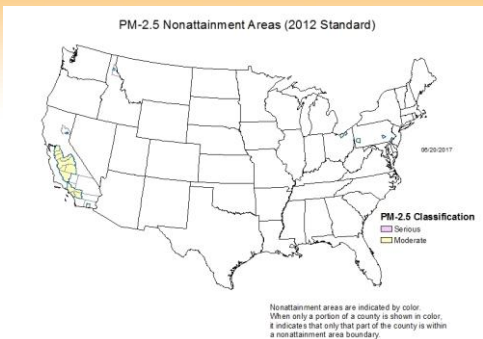 PM-2.5 Nonattainment Areas (2012 Standard)
06/20/2017
PM-2.5 Classification
Serious
Moderate
Nonattainment areas are indicated by color.
When only a portion of a county is shown in color,
it indicates that only that part of the county is within
a nonattainment area boundary.